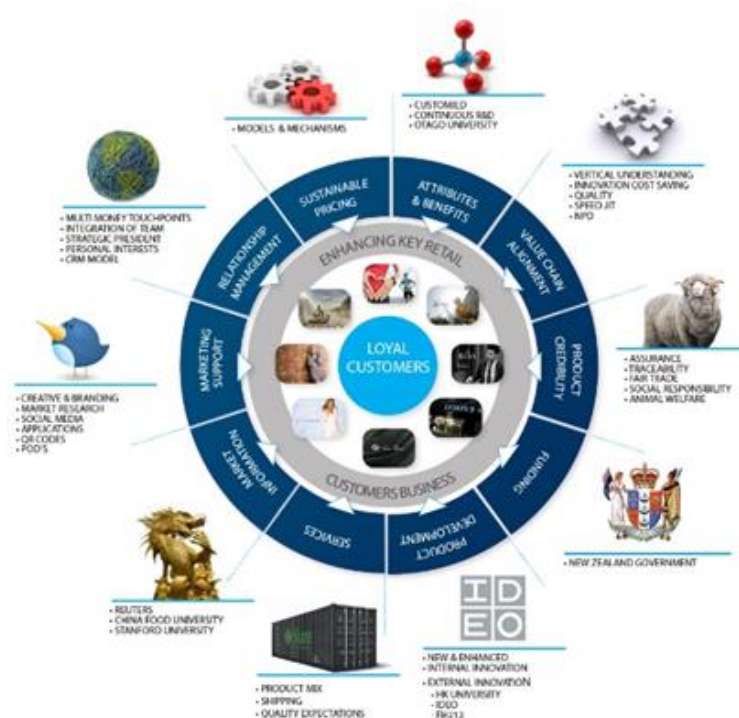 • MODELS & MECHANISMS
• CUSTOMILD
• CONTINUOUS R&D
• OTAGO UNIVERSITY
• VERTICAL UNDERSTANDING
• INNOVATION COST SAVING
• QUALITY
• SPEED JIT
• NPD
• MULTI MONEY TOUCHPOINTS
• INTEGRATION OF TEAM
• STRATEGIC PRESIDENT
• PERSONAL INTERESTS
• CRM MODEL
SUSTAINABLE
PRICING
ATTRIBUTES
& BENEFITS
RELATIONSHIP
MANAGEMENT
VALUE CHAIN
ALIGNMENT
ENHANCING KEY RETAIL
MARKETING
SUPPORT
LOYAL
CUSTOMERS
PRODUCT
CREDIBILITY
• ASSURANCE
• TRACEABILITY
• FAIR TRADE
• SOCIAL RESPONSIBILITY
• ANIMAL WELFARE
• CREATIVE & BRANDING
• MARKET RESEARCH
• SOCIAL MEDIA
• APPLICATIONS
• QR CODES
• POD'S
MARKET
INFORMATION
FUNDING
CUSTOMERS BUSINESS
SERVICES
PRODUCT
DEVELOPMENT
• NEW ZEALAND GOVERNMENT
• REUTERS
• CHINA FOOD UNIVERSITY
• STANFORD UNIVERSITY
ID
EO
• PRODUCT MIX
• SHIPPING
• QUALITY EXPECTATIONS
• NEW & ENHANCED
• INTERNAL INNOVATION
• EXTERNAL INNOVATION
• HK UNIVERSITY
• IDEO